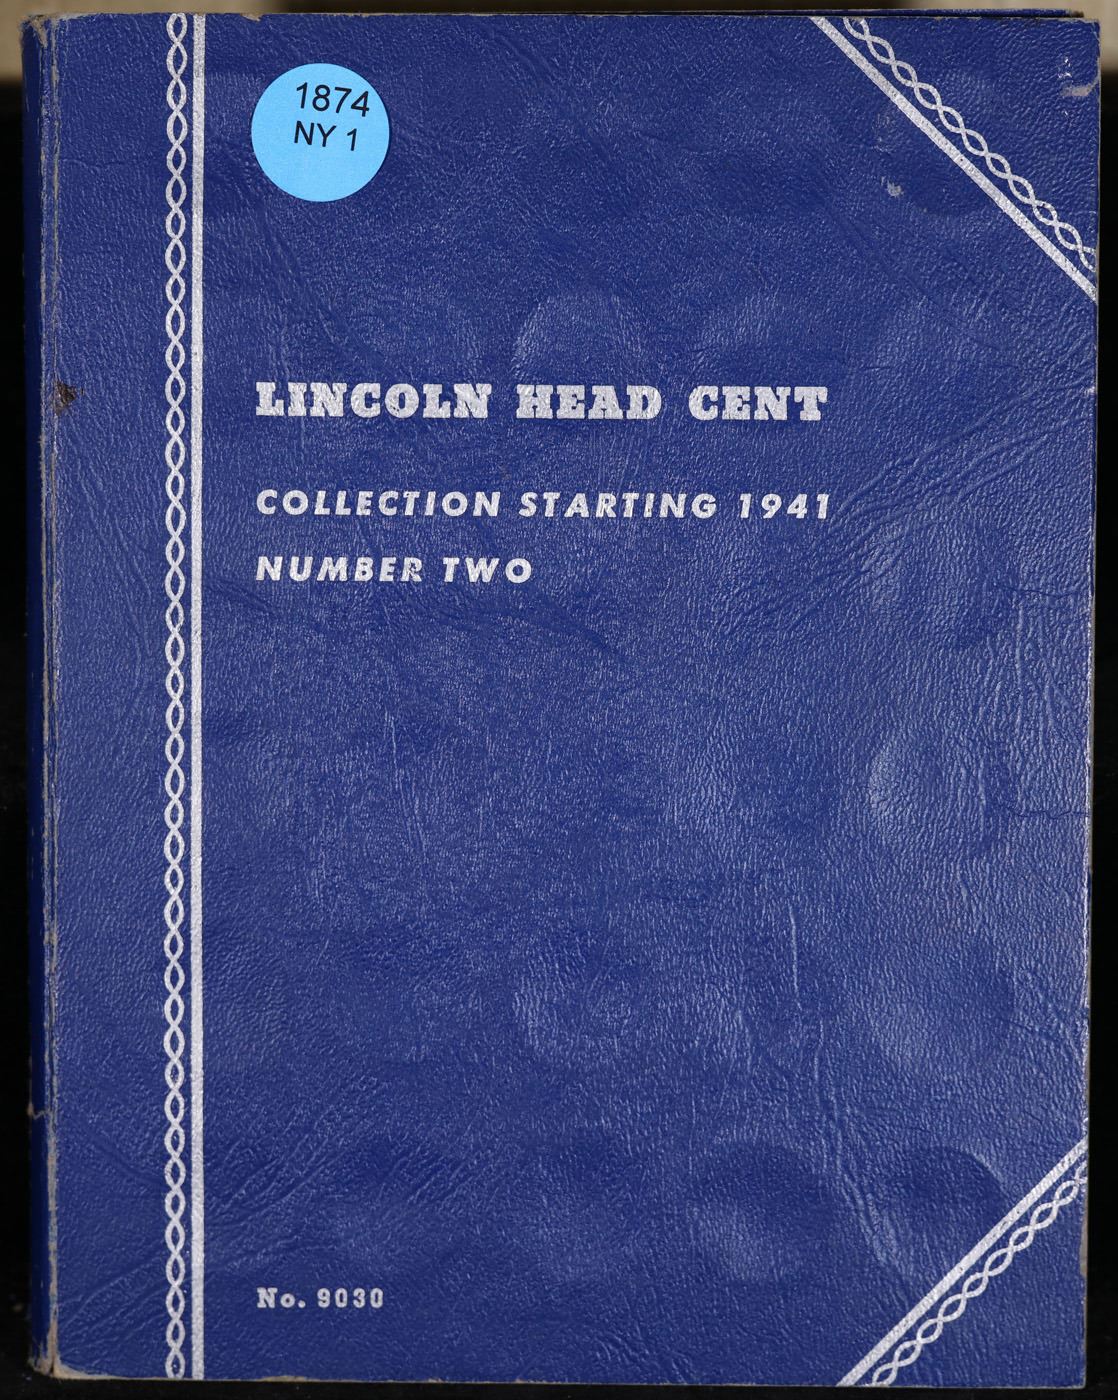 1874
NY 1
LINCOLN HEAD CENT
COLLECTION STARTING 1941
NUMBER TWO
No. 9030